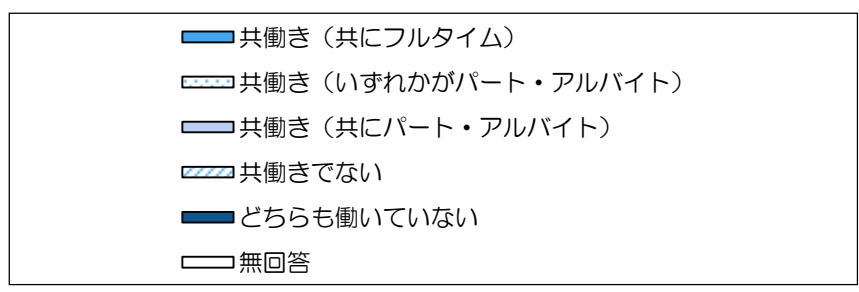 共働き（共にフルタイム）
共働き（いずれかがパート・アルバイト）
共働き（共にパート・アルバイト）
共働きでない
どちらも働いていない
無回答